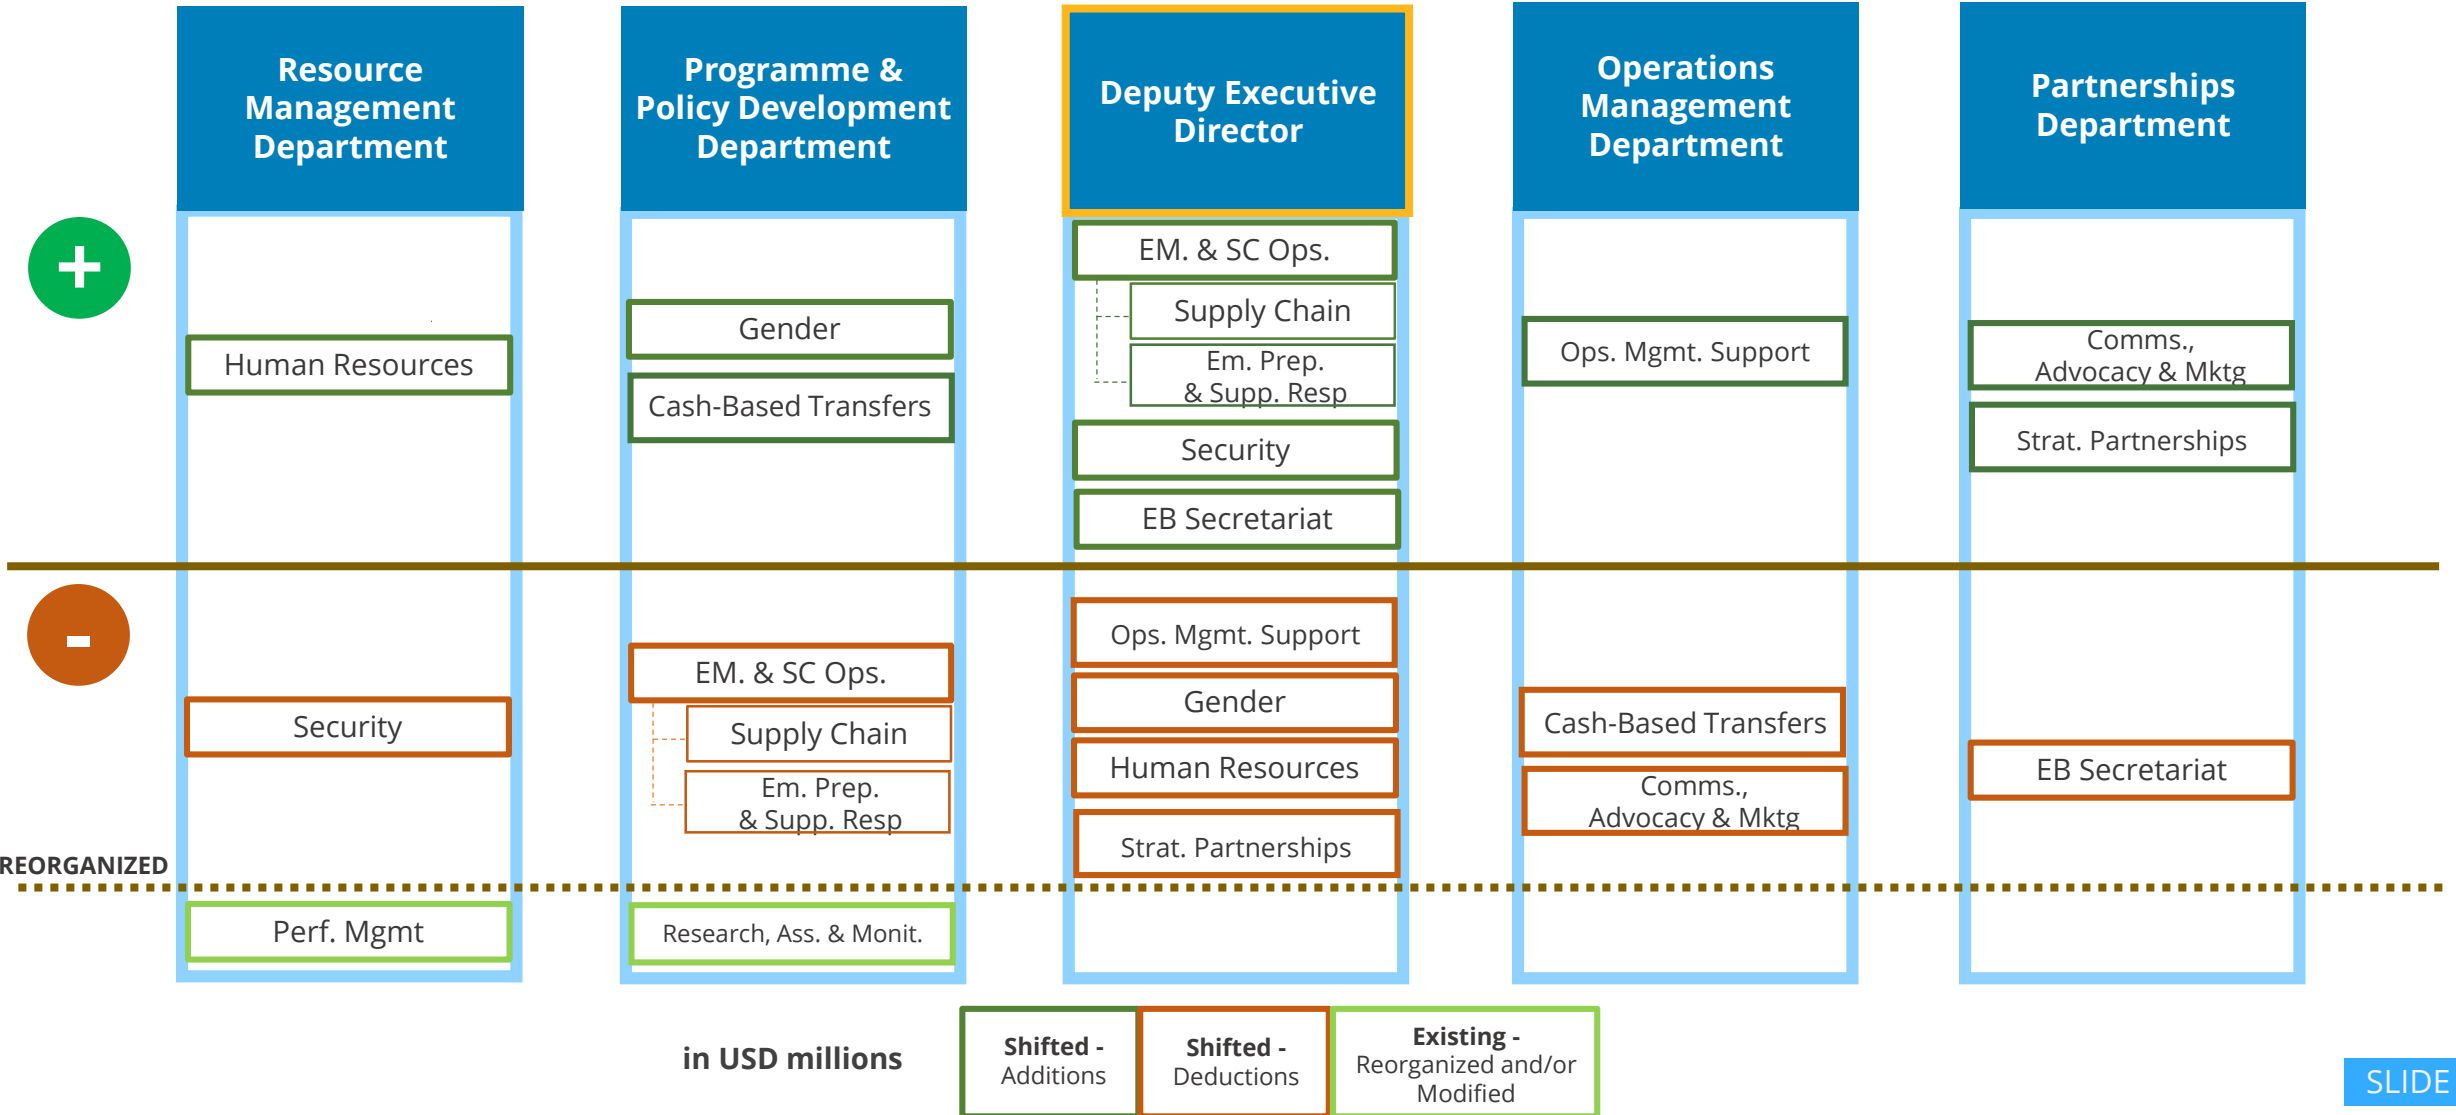 Resource
Management
Department
Programme &
Policy Development
Department
Deputy Executive
Director
Operations
Management
Department
Partnerships
Department
+
Human Resources
Gender
Cash-Based Transfers
EM. & SC Ops.
Supply Chain
Em. Prep.
& Supp. Resp
Security
EB Secretariat
Ops. Mgmt. Support
Comms.,
Advocacy & Mktg
Strat. Partnerships
-
Security
EM. & SC Ops.
Supply Chain
Em. Prep.
& Supp. Resp
Ops. Mgmt. Support
Gender
Human Resources
Strat. Partnerships
Cash-Based Transfers
Comms.,
Advocacy & Mktg
EB Secretariat
REORGANIZED
Perf. Mgmt
Research, Ass. & Monit.
in USD millions
Shifted -
Additions
Shifted -
Deductions
Existing -
Reorganized and/or
Modified
SLIDE